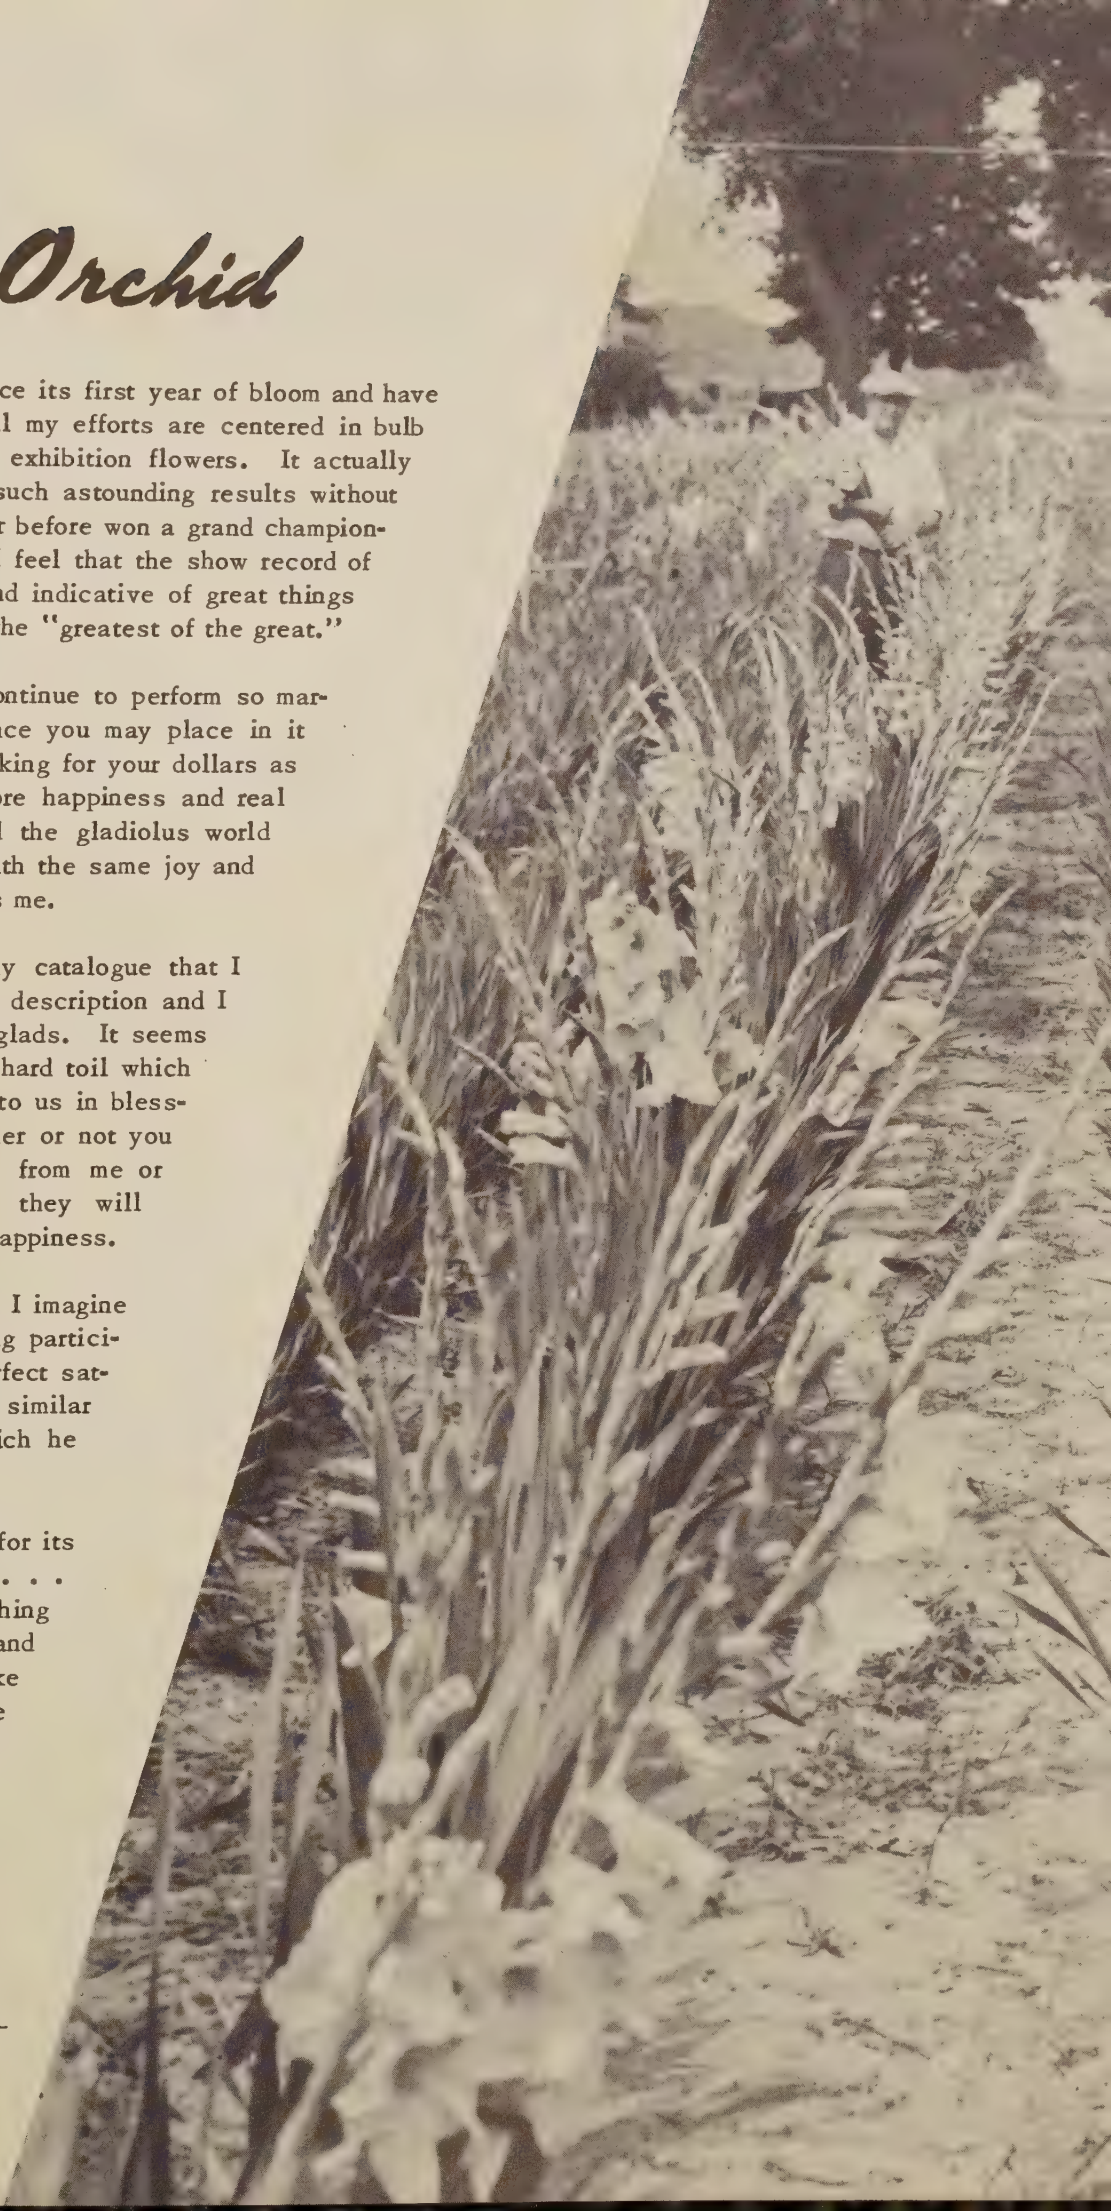 Orchid
ce its first year of bloom and have
l my efforts are centered in bulb
exhibition flowers. It actually
such astounding results without
r before won a grand champion-
feel that the show record of
nd indicative of great things
he "greatest of the great."
ontinue to perform so mar-
nce you may place in it
king for your dollars as
ore happiness and real
l the gladiolus world
th the same joy and
s me.
y catalogue that I
description and I
glads. It seems
hard toil which
to us in bless-
er or not you
from me or
they will
appiness.
I imagine
g partici-
rfect sat-
similar
ich he
for its
. . .
hing
and
ke
e